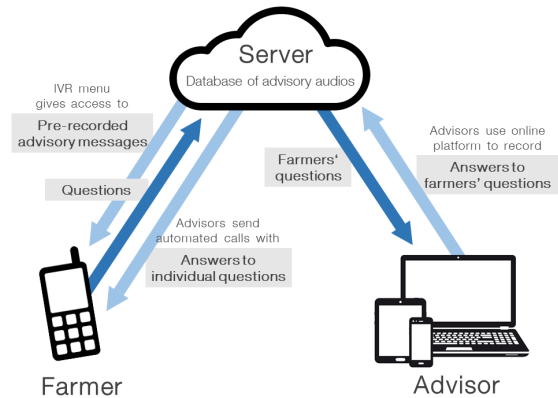 Server
Database of advisory audios
IVR menu
gives access to
Pre-recorded
advisory messages
Questions
Advisors send
automated calls with
Answers to
individual questions
Farmers'
questions
Advisors use online
platform to record
Answers to
farmers' questions
Farmer
Advisor